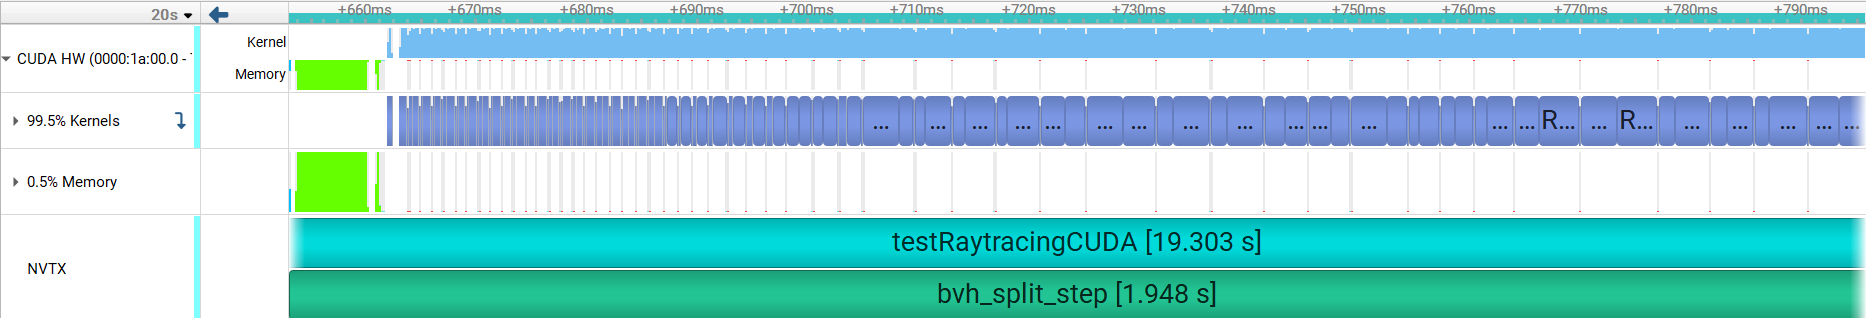 20s +660ms +670ms +680ms +690ms +700ms +710ms +720ms +730ms +740ms +750ms +760ms +770ms +780ms +790ms
Kernel
CUDA HW (0000:1a:00.0 -
Memory
99.5% Kernels
... ... ... ... ... ... ... ... ... ... ... ... ... ... R... ... R... ... ... ... ... ...
0.5% Memory
testRaytracingCUDA [19.303 s]
NVTX
bvh_split_step [1.948 s]